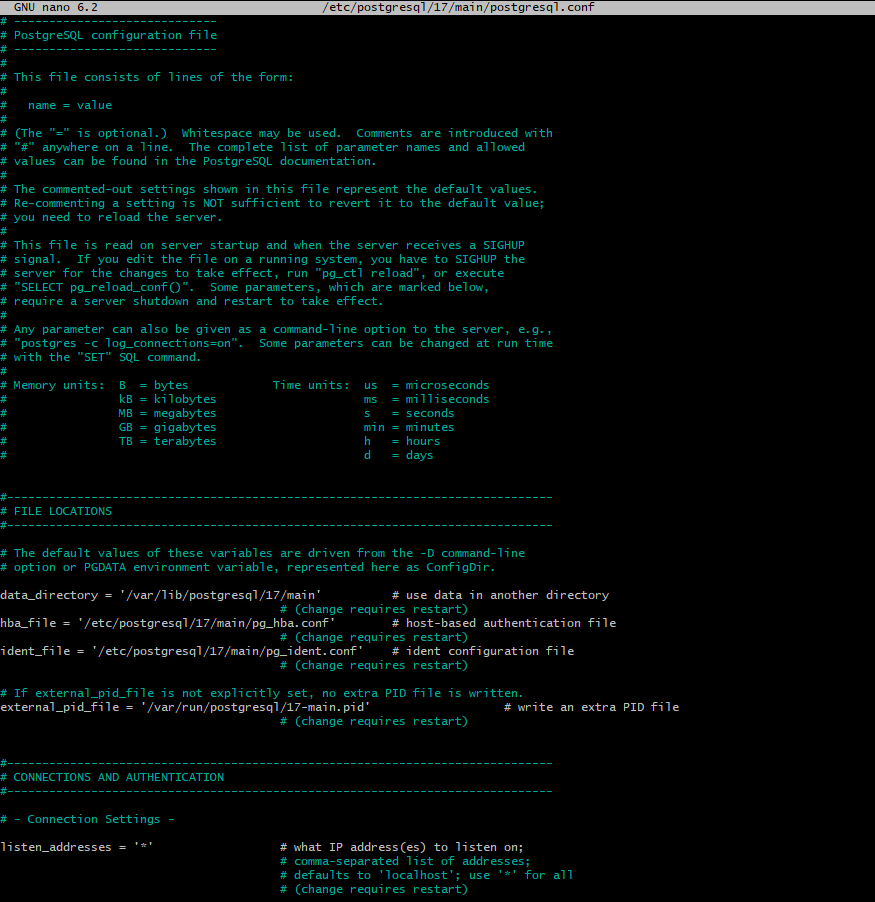 GNU nano 6.2 /etc/postgresql/17/main/postgresql.conf
# -----------------------------
# PostgreSQL configuration file
# -----------------------------
#
# This file consists of lines of the form:
#
#   name = value
#
# (The "=" is optional.)  Whitespace may be used.  Comments are introduced with
# "#" anywhere on a line.  The complete list of parameter names and allowed
# values can be found in the PostgreSQL documentation.
#
# The commented-out settings shown in this file represent the default values.
# Re-commenting a setting is NOT sufficient to revert it to the default value;
# you need to reload the server.
#
# This file is read on server startup and when the server receives a SIGHUP
# signal.  If you edit the file on a running system, you have to SIGHUP the
# server for the changes to take effect, run "pg_ctl reload", or execute
# "SELECT pg_reload_conf()".  Some parameters, which are marked below,
# require a server shutdown and restart to take effect.
#
# Any parameter can also be given as a command-line option to the server, e.g.,
# "postgres -c log_connections=on".  Some parameters can be changed at run time
# with the "SET" SQL command.
#
# Memory units:  B  = bytes            Time units:  us  = microseconds
#                kB = kilobytes                     ms  = milliseconds
#                MB = megabytes                     s   = seconds
#                GB = gigabytes                     min = minutes
#                TB = terabytes                     h   = hours
#                                                   d   = days
#------------------------------------------------------------------------------
# FILE LOCATIONS
#------------------------------------------------------------------------------
# The default values of these variables are driven from the -D command-line
# option or PGDATA environment variable, represented here as ConfigDir.
data_directory = '/var/lib/postgresql/17/main'          # use data in another directory
                                        # (change requires restart)
hba_file = '/etc/postgresql/17/main/pg_hba.conf'        # host-based authentication file
                                        # (change requires restart)
ident_file = '/etc/postgresql/17/main/pg_ident.conf'    # ident configuration file
                                        # (change requires restart)
# If external_pid_file is not explicitly set, no extra PID file is written.
external_pid_file = '/var/run/postgresql/17-main.pid'                   # write an extra PID file
                                        # (change requires restart)
#------------------------------------------------------------------------------
# CONNECTIONS AND AUTHENTICATION
#------------------------------------------------------------------------------
# - Connection Settings -
listen_addresses = '*'                  # what IP address(es) to listen on;
                                        # comma-separated list of addresses;
                                        # defaults to 'localhost'; use '*' for all
                                        # (change requires restart)